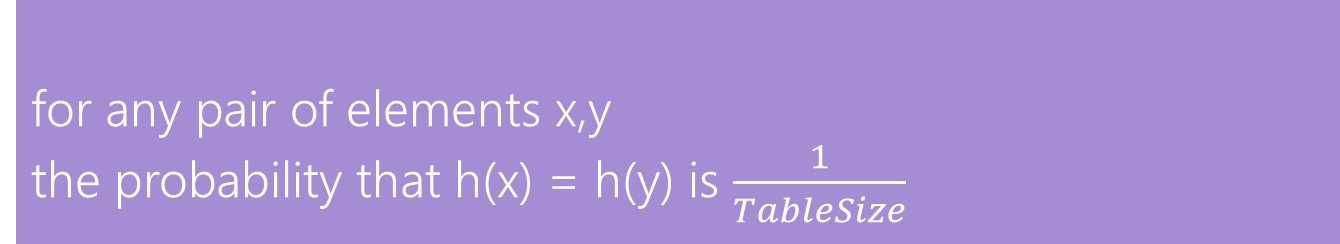 for any pair of elements x,y
the probability that h(x) = h(y) is 1/TableSize